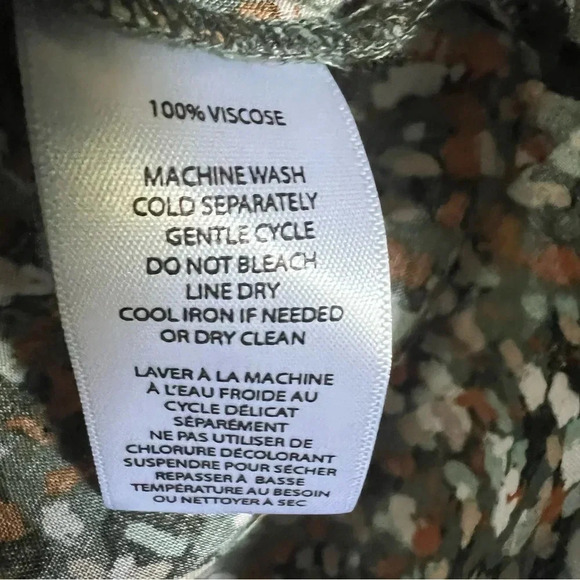 100% VISCOSE
MACHINE WASH
COLD SEPARATELY
GENTLE CYCLE
DO NOT BLEACH
LINE DRY
COOL IRON IF NEEDED
OR DRY CLEAN
LAVER À LA MACHINE
À L'EAU FROIDE AU
CYCLE DÉLICAT
SÉPARÉMENT
NE PAS UTILISER DE
CHLORURE DÉCOLORANT
SUSPENDRE POUR SÉCHER
REPASSER À BASSE
TEMPÉRATURE AU BESOIN
OU NETTOYER À SEC